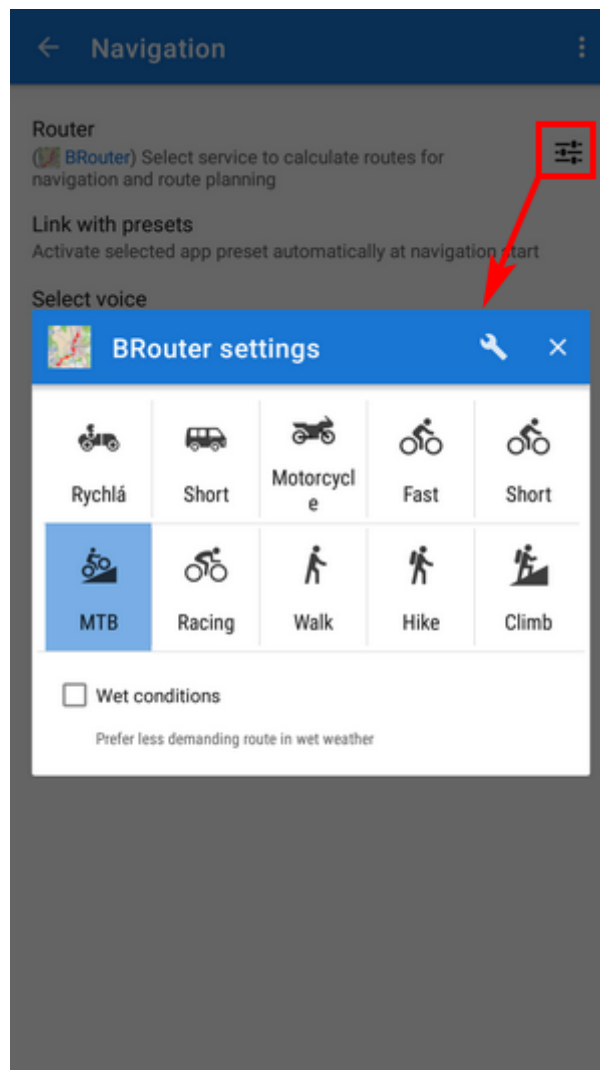 Navigation
Router
(BRouter) Select service to calculate routes for
navigation and route planning
Link with presets
Activate selected app preset automatically at navigation start
Select voice
BRouter settings
Rychlá
Short
Motorcycl
e
Fast
Short
MTB
Racing
Walk
Hike
Climb
Wet conditions
Prefer less demanding route in wet weather